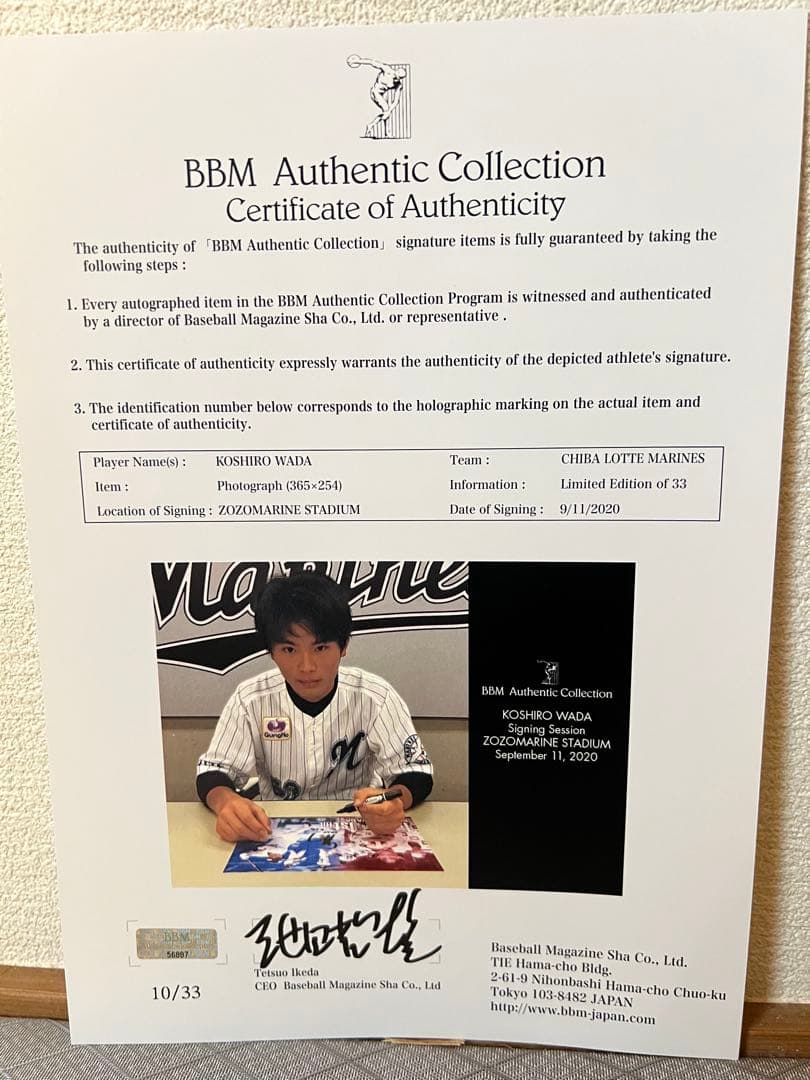 BBM Authentic Collection
Certificate of Authenticity
The authenticity of 「BBM Authentic Collection」 signature items is fully guaranteed by taking the
following steps :
1. Every autographed item in the BBM Authentic Collection Program is witnessed and authenticated
by a director of Baseball Magazine Sha Co., Ltd. or representative .
2. This certificate of authenticity expressly warrants the authenticity of the depicted athlete's signature.
3. The identification number below corresponds to the holographic marking on the actual item and
certificate of authenticity.
Player Name(s) : KOSHIRO WADA Team : CHIBA LOTTE MARINES
Item : Photograph (365×254) Information : Limited Edition of 33
Location of Signing : ZOZOMARINE STADIUM Date of Signing : 9/11/2020
Marines
GungHo
M
BBM Authentic Collection
KOSHIRO WADA
Signing Session
ZOZOMARINE STADIUM
September 11, 2020
BBM
56807
10/33
Tetsuo Ikeda
CEO Baseball Magazine Sha Co., Ltd
Baseball Magazine Sha Co., Ltd.
TIE Hama-cho Bldg.
2-61-9 Nihonbashi Hama-cho Chuo-ku
Tokyo 103-8482 JAPAN
http://www.bbm-japan.com